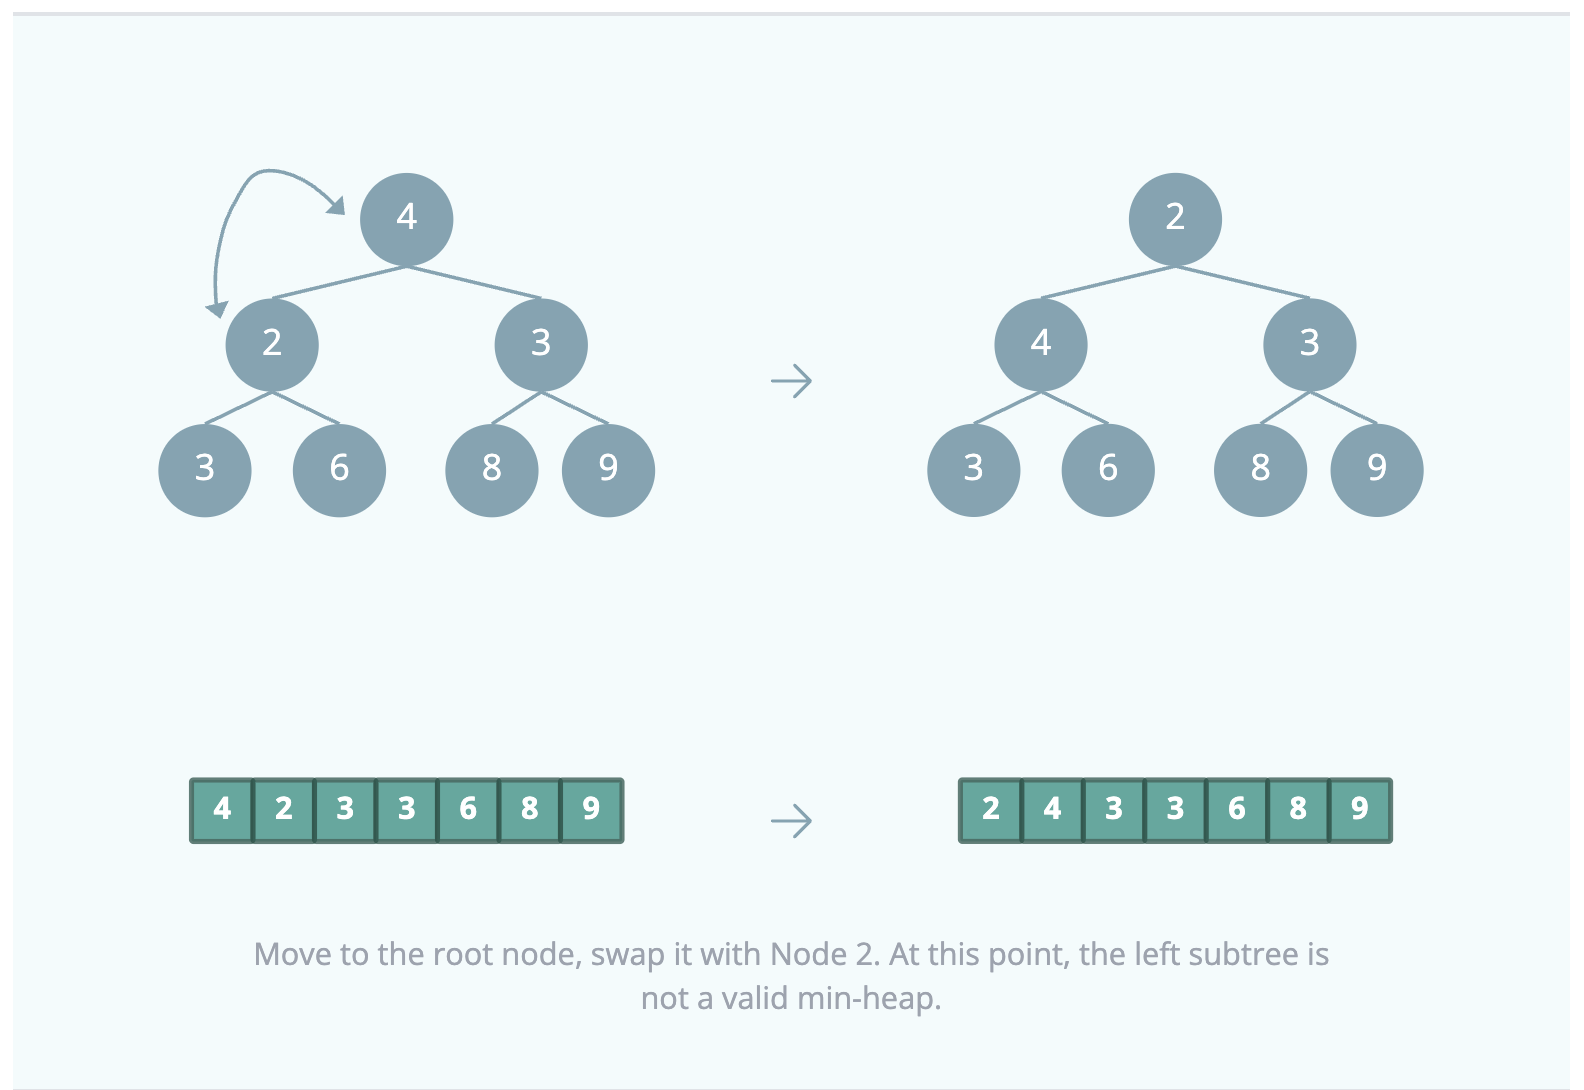 4
2
2 3
4 3
3 6 8 9
3 6 8 9
4 2 3 3 6 8 9
2 4 3 3 6 8 9
Move to the root node, swap it with Node 2. At this point, the left subtree is
not a valid min-heap.